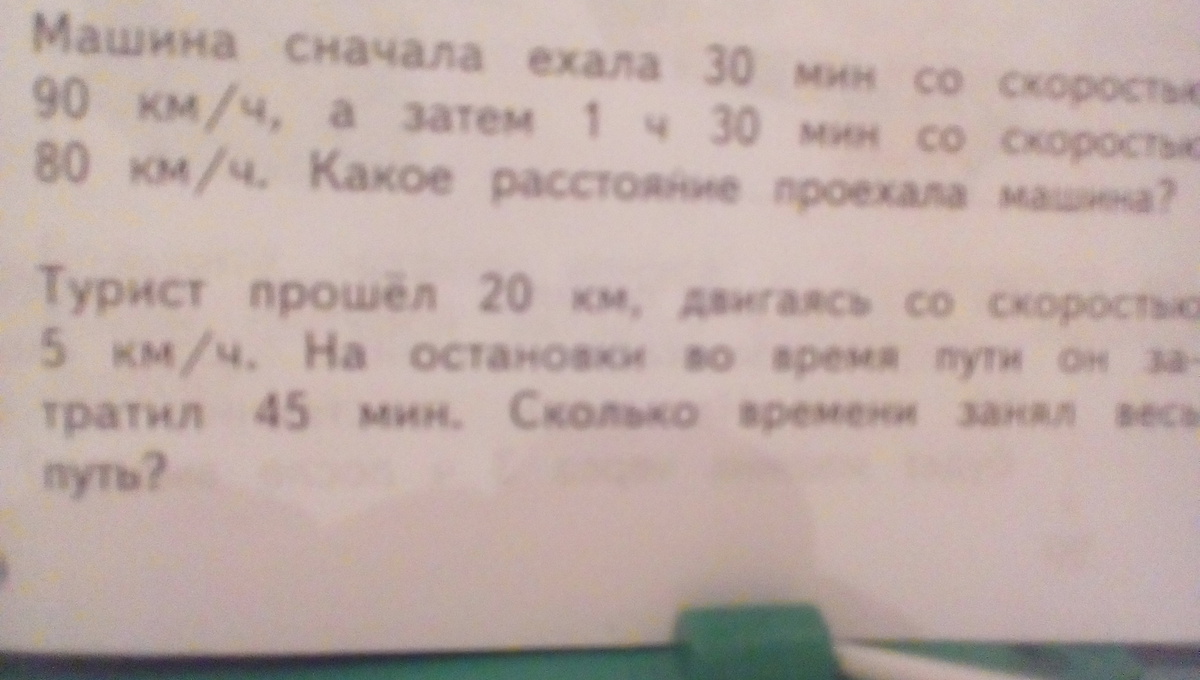 Машина сначала ехала 30 мин со скоростью
90 км/ч, а затем 1 ч 30 мин со скоростью
80 км/ч. Какое расстояние проехала машина?
Турист прошёл 20 км, двигаясь со скоростью
5 км/ч. На остановки во время пути он за-
тратил 45 мин. Сколько времени занял весь
путь?